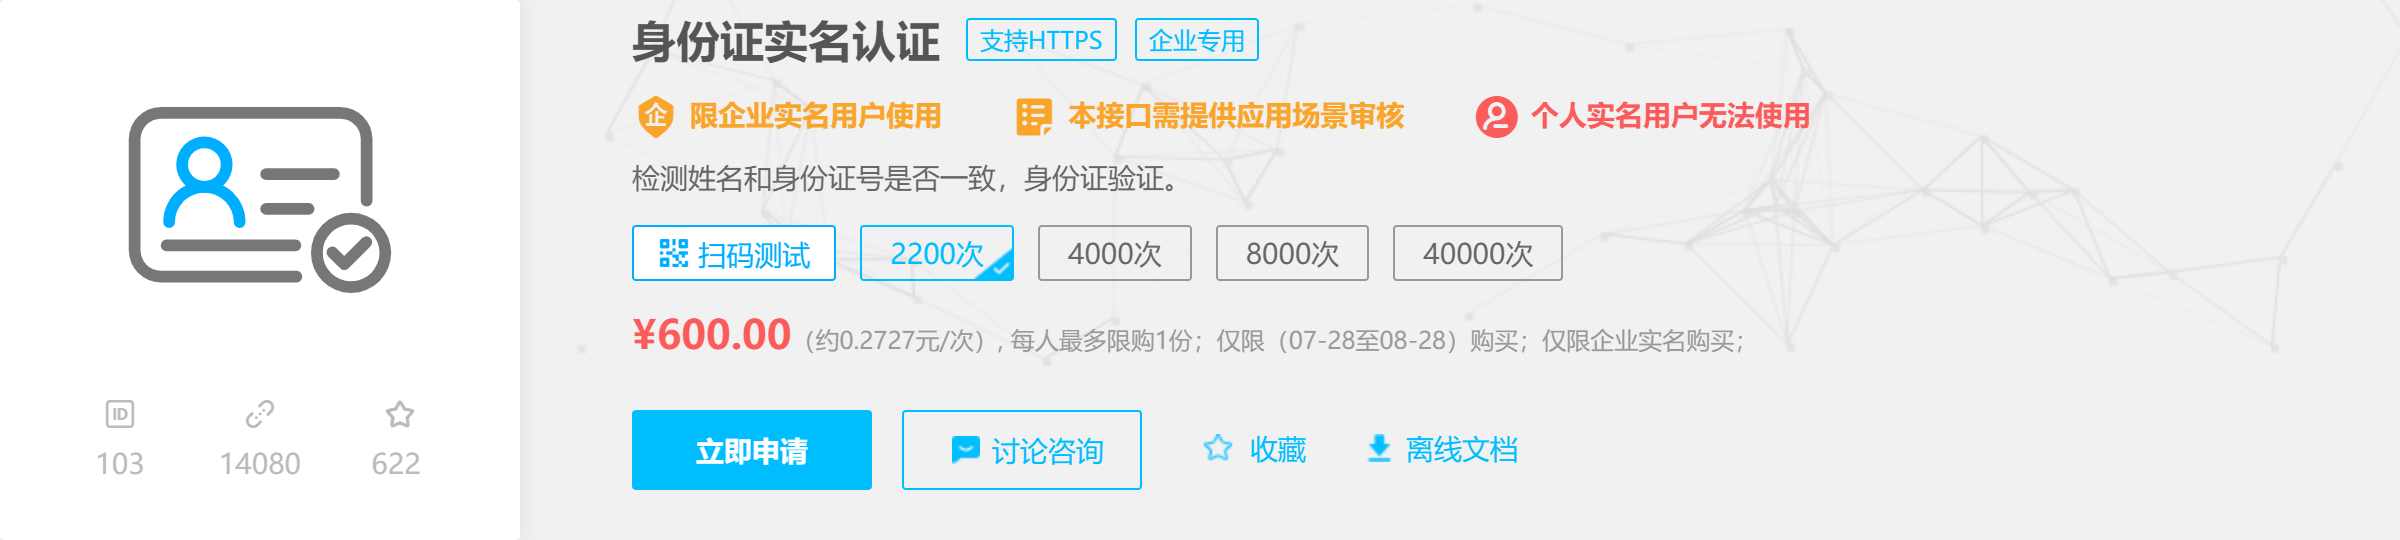 身份证实名认证 支持HTTPS 企业专用
企 限企业实名用户使用 本接口需提供应用场景审核 个人实名用户无法使用
检测姓名和身份证号是否一致，身份证验证。
扫码测试 2200次 4000次 8000次 40000次
¥600.00（约0.2727元/次）, 每人最多限购1份；仅限（07-28至08-28）购买；仅限企业实名购买；
立即申请 讨论咨询 收藏 离线文档
ID
103 14080 622